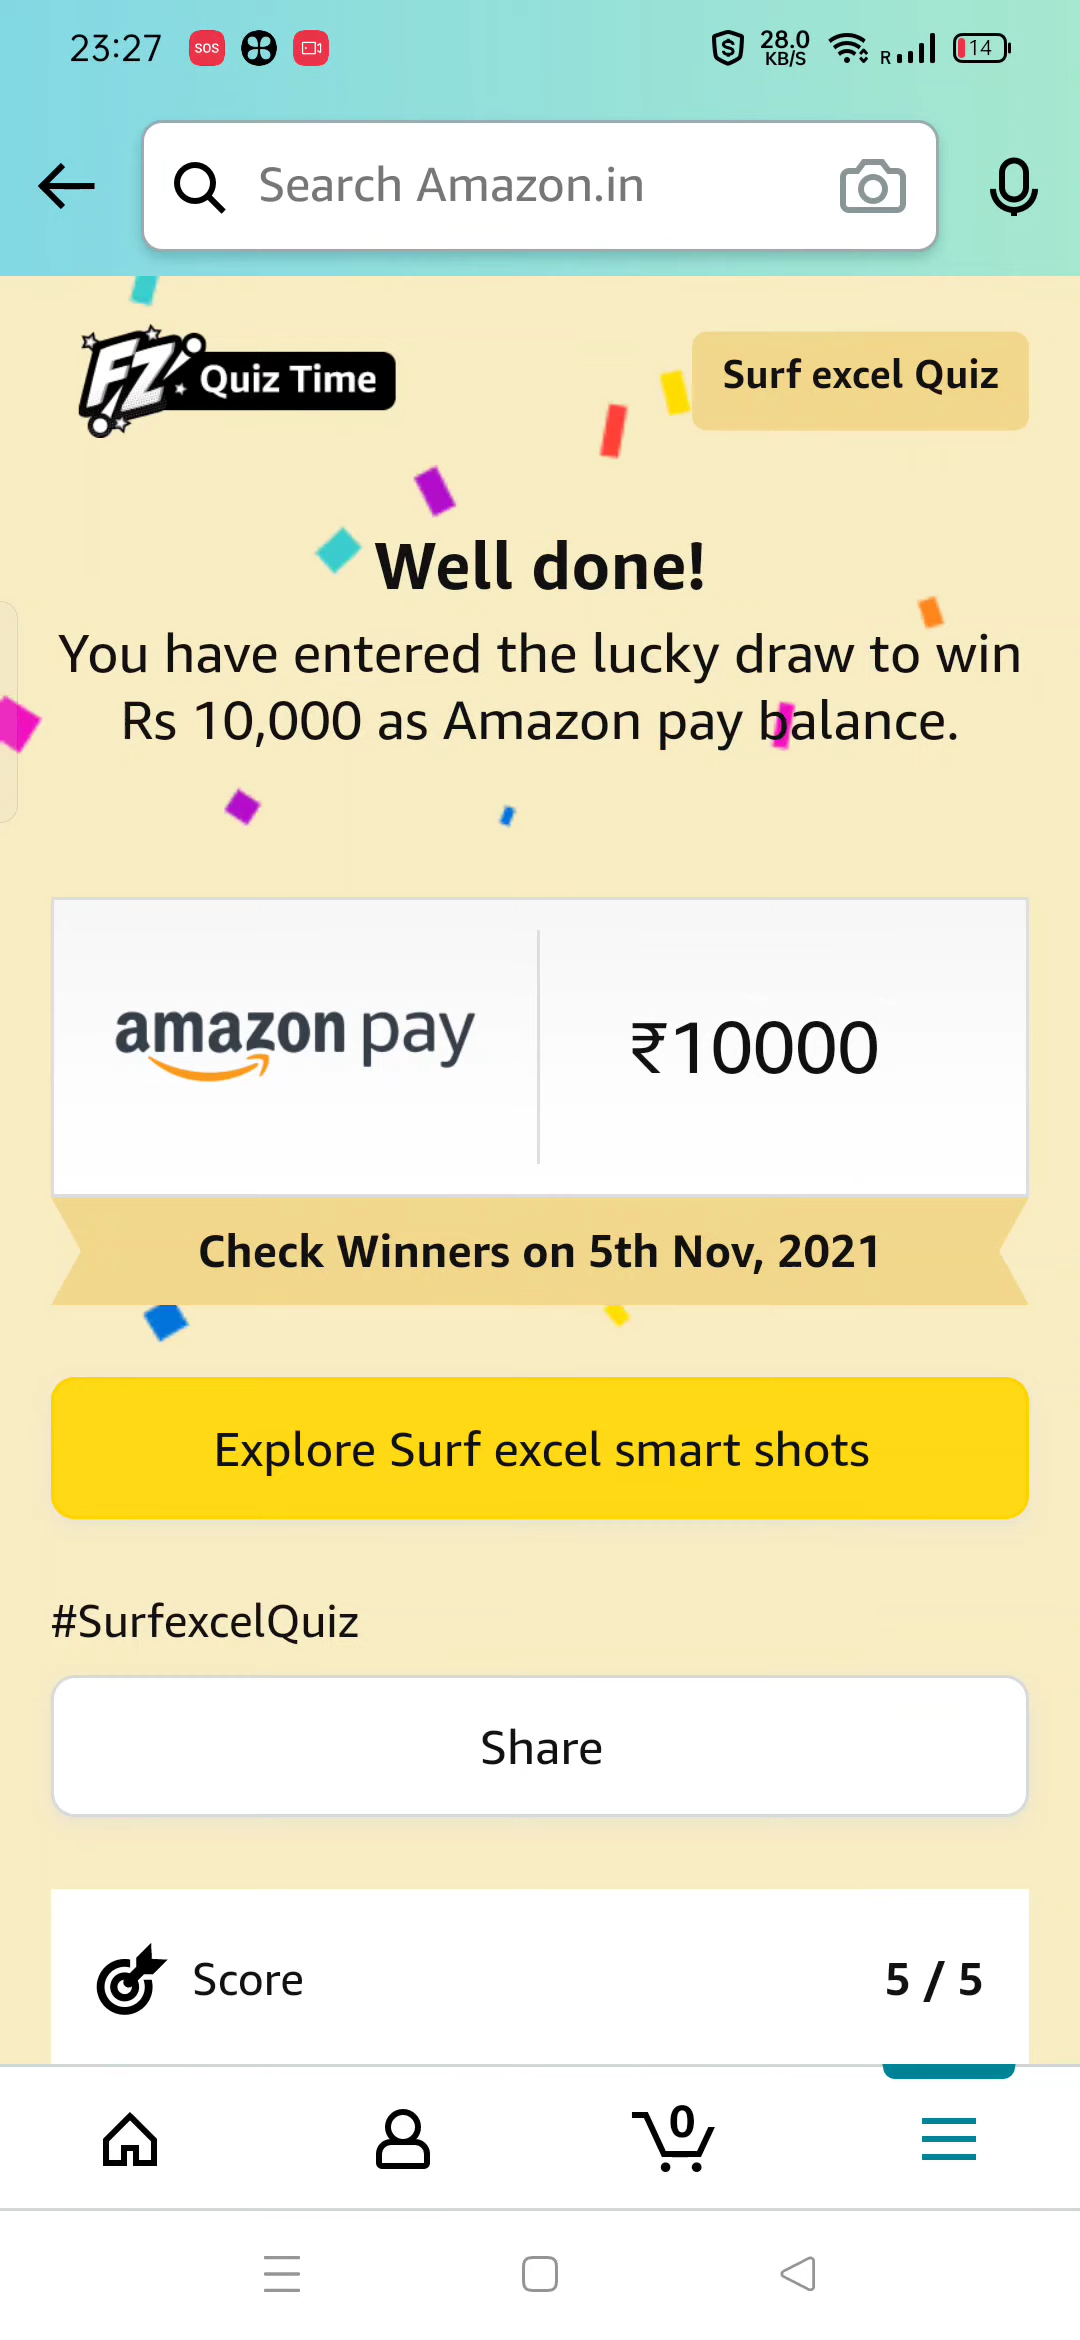 23:27
SOS
28.0
KB/S
R
14
Search Amazon.in
FZ Quiz Time
Surf excel Quiz
Well done!
You have entered the lucky draw to win
Rs 10,000 as Amazon pay balance.
amazon pay
₹10000
Check Winners on 5th Nov, 2021
Explore Surf excel smart shots
#SurfexcelQuiz
Share
Score
5 / 5
0